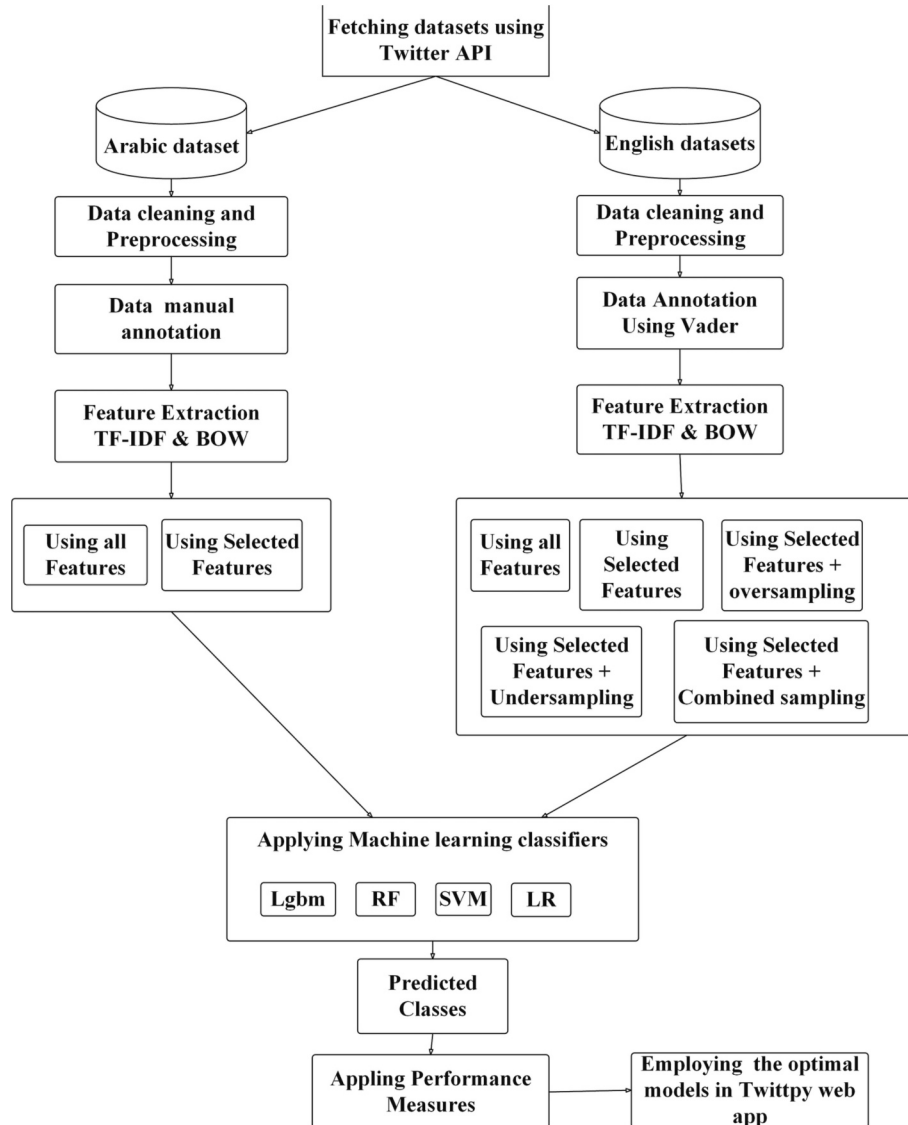 Fetching datasets using
Twitter API
Arabic dataset
English datasets
Data cleaning and
Preprocessing
Data cleaning and
Preprocessing
Data manual
annotation
Data Annotation
Using Vader
Feature Extraction
TF-IDF & BOW
Feature Extraction
TF-IDF & BOW
Using all
Features
Using Selected
Features
Using all
Features
Using
Selected
Features
Using Selected
Features +
oversampling
Using Selected
Features +
Undersampling
Using Selected
Features +
Combined sampling
Applying Machine learning classifiers
Lgbm
RF
SVM
LR
Predicted
Classes
Appling Performance
Measures
Employing the optimal
models in Twittpy web
app